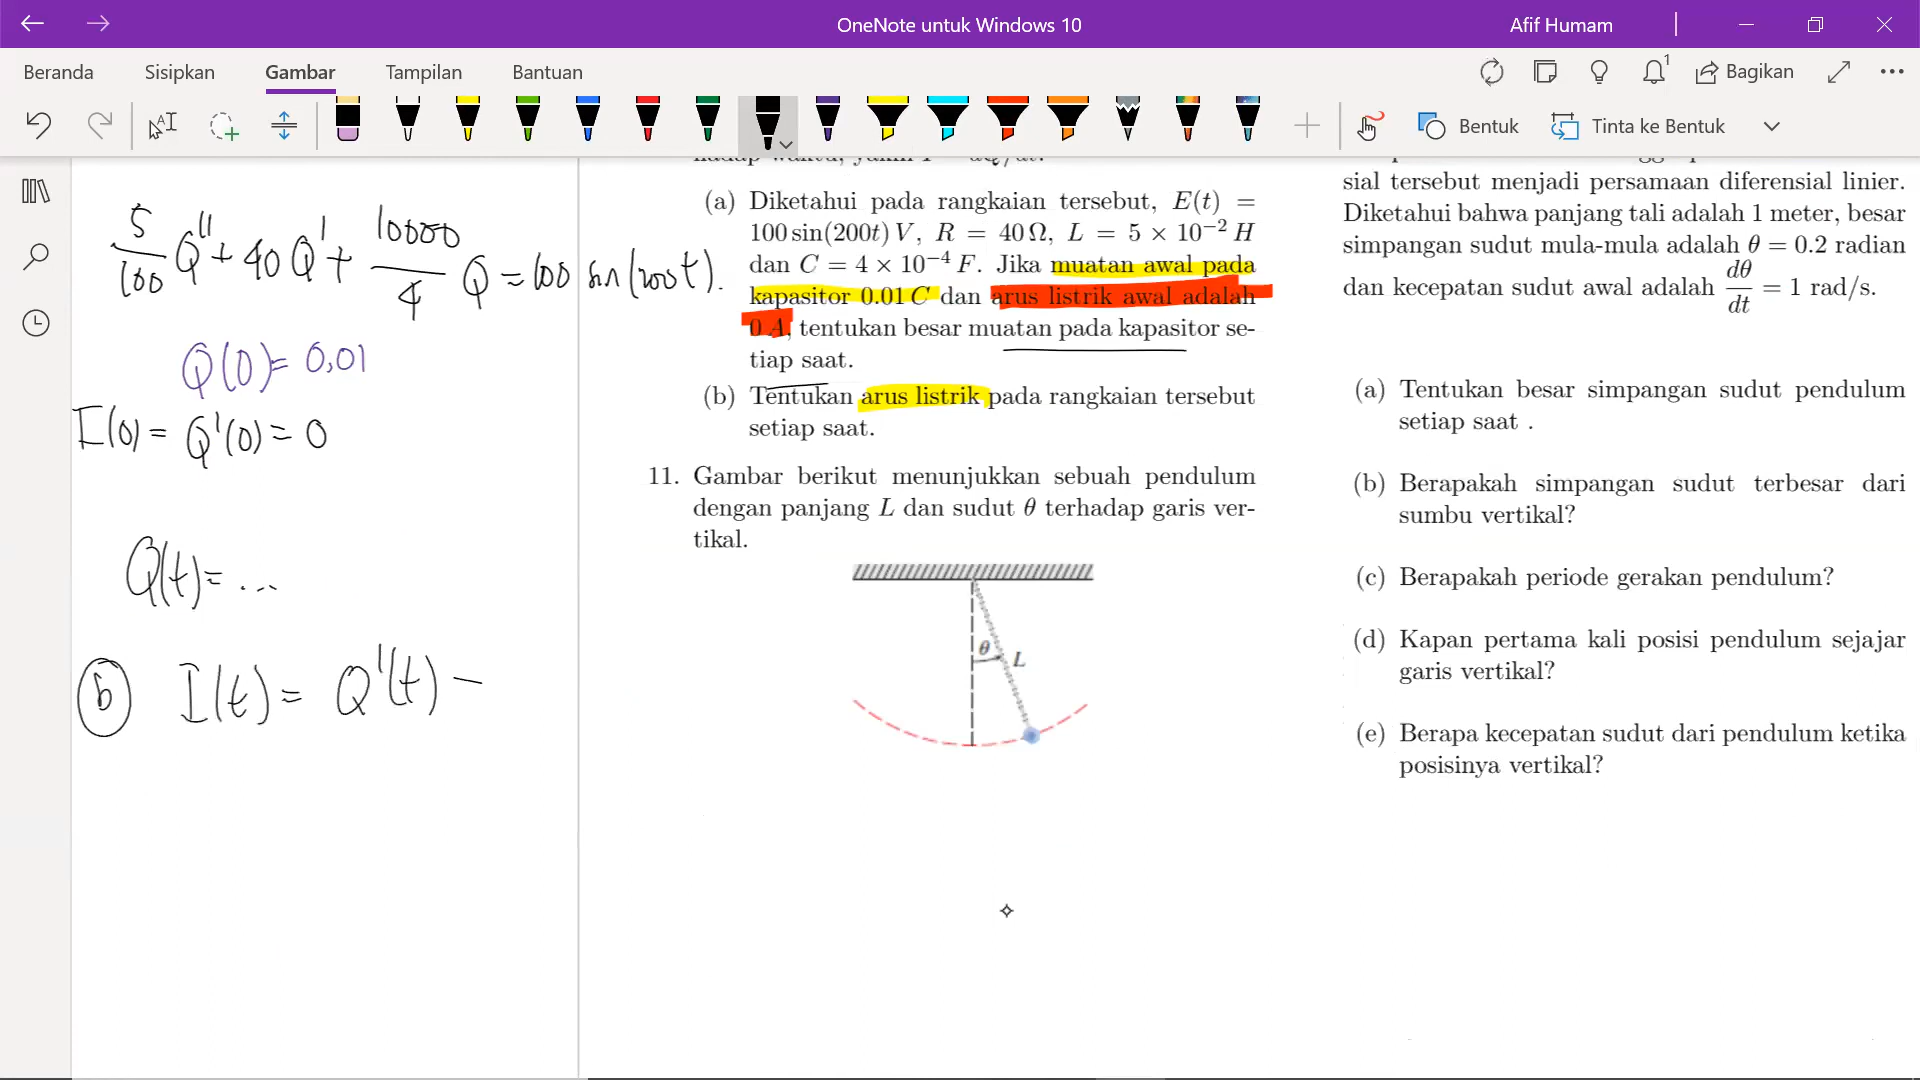 OneNote untuk Windows 10
Afif Humam
Beranda
Sisipkan
Gambar
Tampilan
Bantuan
1
Bagikan
Bentuk
Tinta ke Bentuk
5/100 Q'' + 40 Q' + 10000/4 Q = 100 sin(200t).
Q(0) = 0,01
I(0) = Q'(0) = 0
Q(t) = ...
b I(t) = Q'(t) -
(a) Diketahui pada rangkaian tersebut, E(t) =
100 sin(200t) V, R = 40 Ω, L = 5 × 10⁻² H
dan C = 4 × 10⁻⁴ F. Jika muatan awal pada
kapasitor 0.01 C dan arus listrik awal adalah
0 A, tentukan besar muatan pada kapasitor se-
tiap saat.
(b) Tentukan arus listrik pada rangkaian tersebut
setiap saat.
11. Gambar berikut menunjukkan sebuah pendulum
dengan panjang L dan sudut θ terhadap garis ver-
tikal.
θ
L
sial tersebut menjadi persamaan diferensial linier.
Diketahui bahwa panjang tali adalah 1 meter, besar
simpangan sudut mula-mula adalah θ = 0.2 radian
dan kecepatan sudut awal adalah dθ/dt = 1 rad/s.
(a) Tentukan besar simpangan sudut pendulum
setiap saat .
(b) Berapakah simpangan sudut terbesar dari
sumbu vertikal?
(c) Berapakah periode gerakan pendulum?
(d) Kapan pertama kali posisi pendulum sejajar
garis vertikal?
(e) Berapa kecepatan sudut dari pendulum ketika
posisinya vertikal?